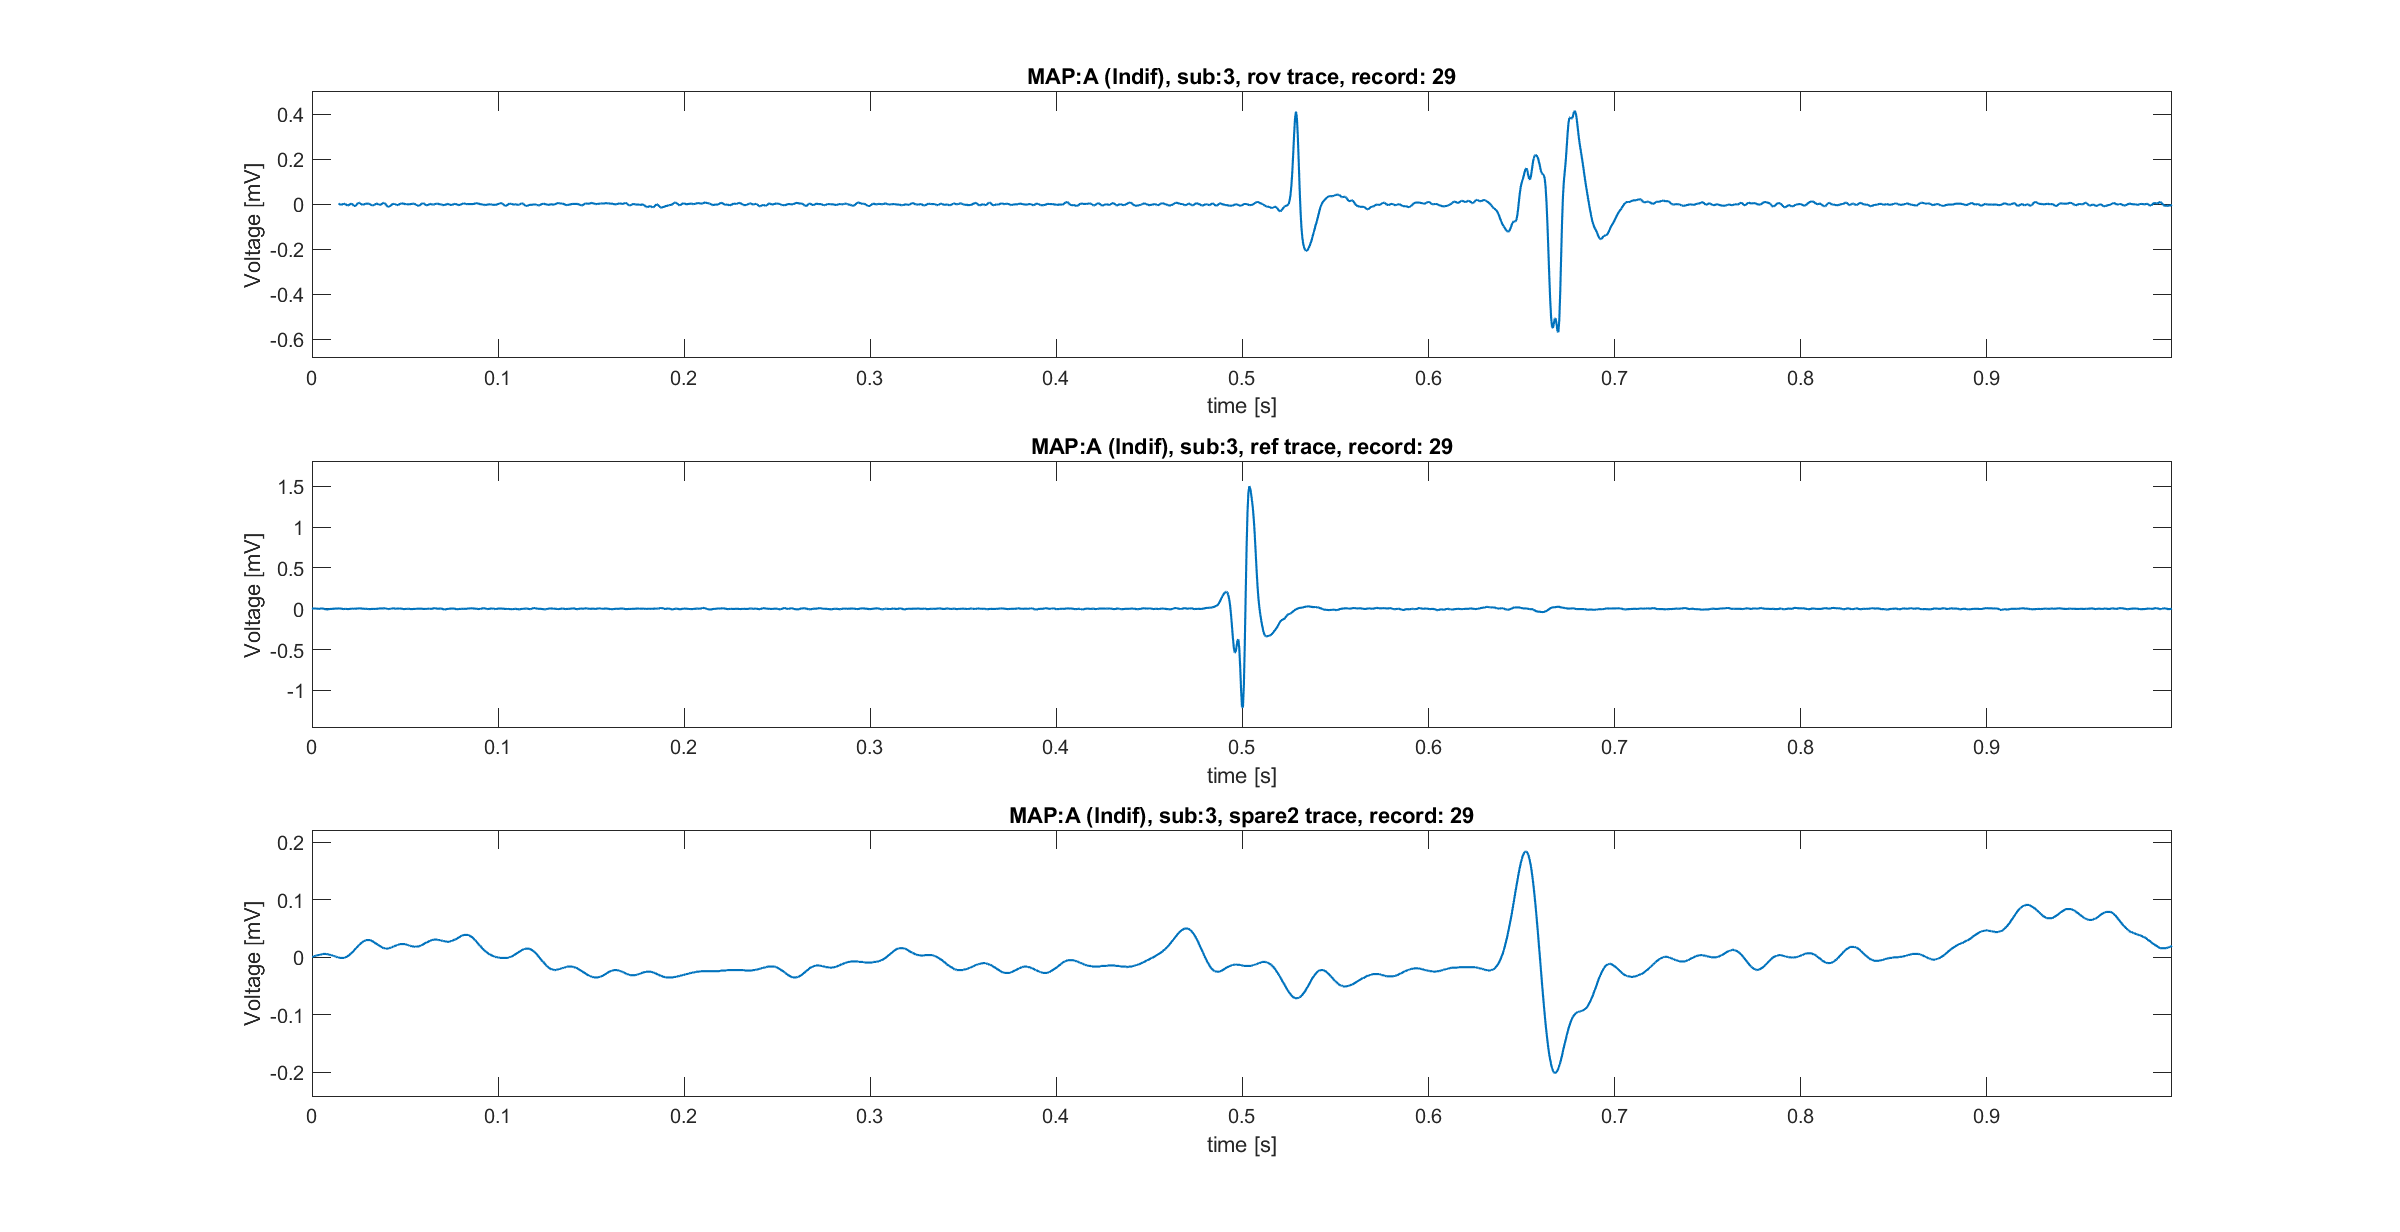 MAP:A (Indif), sub:3, rov trace, record: 29
0.4
0.2
0
-0.2
-0.4
-0.6
Voltage [mV]
0 0.1 0.2 0.3 0.4 0.5 0.6 0.7 0.8 0.9
time [s]
MAP:A (Indif), sub:3, ref trace, record: 29
1.5
1
0.5
0
-0.5
-1
Voltage [mV]
0 0.1 0.2 0.3 0.4 0.5 0.6 0.7 0.8 0.9
time [s]
MAP:A (Indif), sub:3, spare2 trace, record: 29
0.2
0.1
0
-0.1
-0.2
Voltage [mV]
0 0.1 0.2 0.3 0.4 0.5 0.6 0.7 0.8 0.9
time [s]